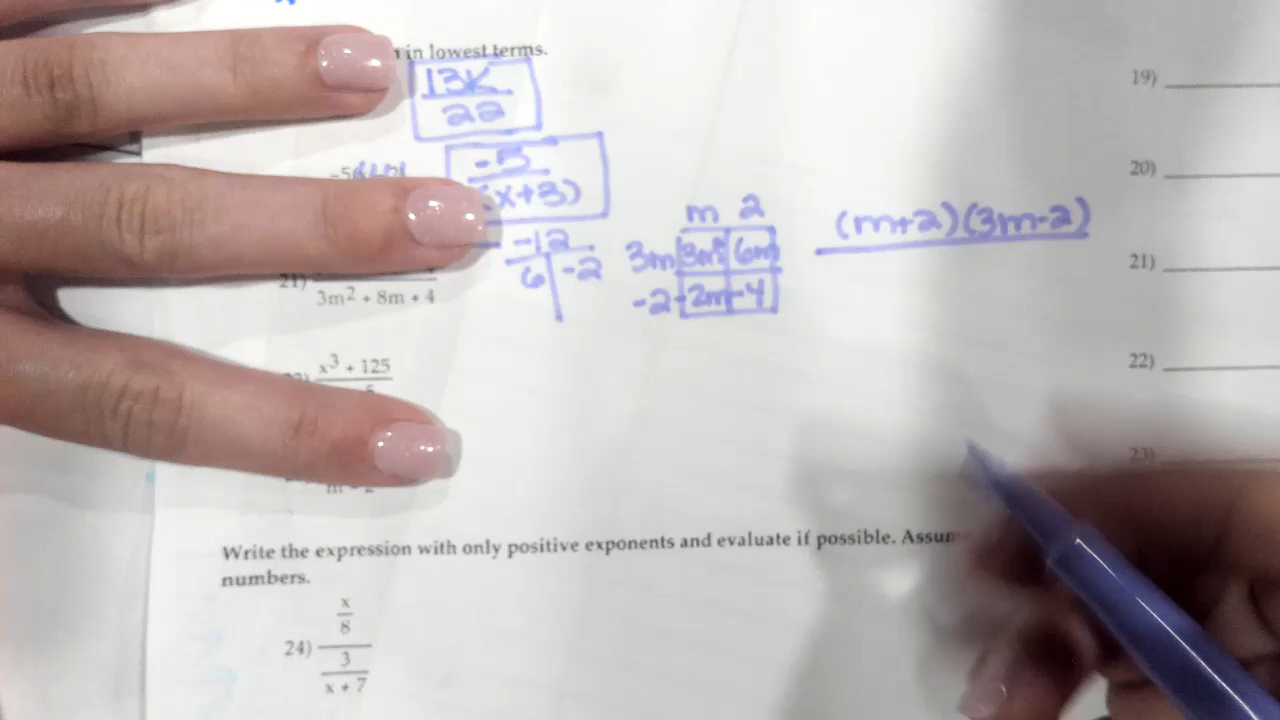 in lowest terms.
13k
22
19)
-5
-5
(x+3)
20)
m 2
(m+2)(3m-2)
-12
6 -2
3m 3m² 6m
-2 -2m -4
21)
3m² + 8m + 4
21)
x³ + 125
22)
23)
Write the expression with only positive exponents and evaluate if possible.
numbers.
x
8
24)
3
x + 7